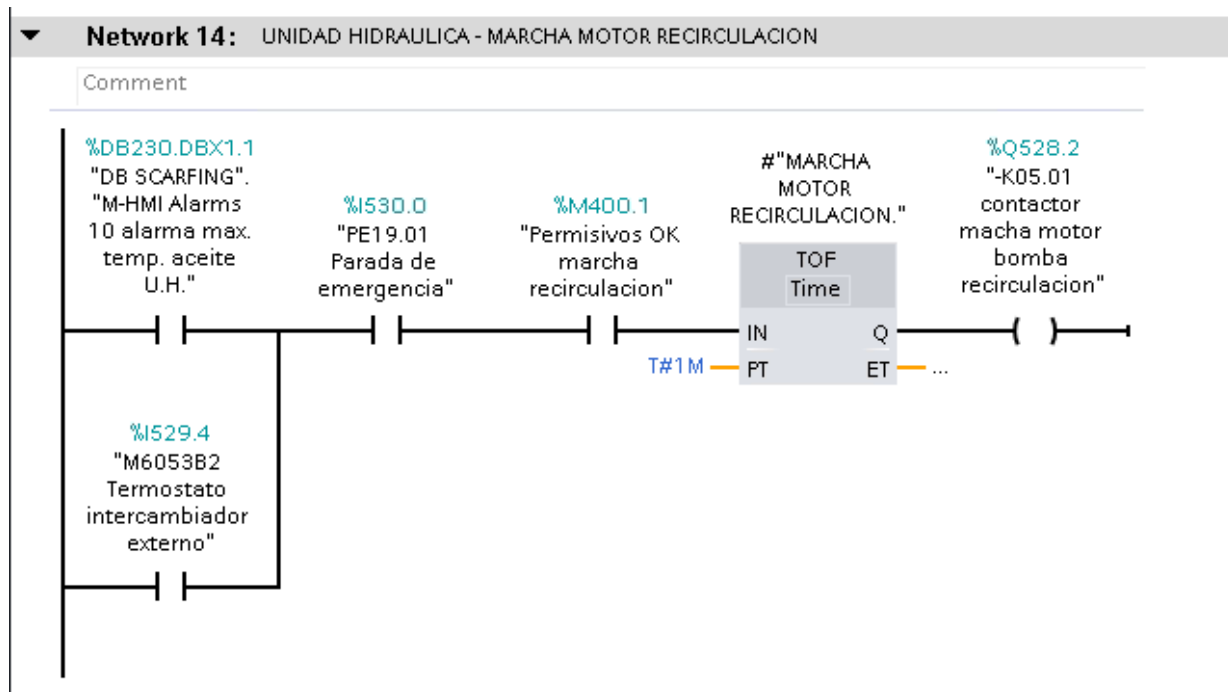 Network 14: UNIDAD HIDRAULICA - MARCHA MOTOR RECIRCULACION
Comment
%DB230.DBX1.1
"DB SCARFING".
"M-HMI Alarms
10 alarma max.
temp. aceite
U.H."
%I530.0
"PE19.01
Parada de
emergencia"
%M400.1
"Permisivos OK
marcha
recirculacion"
#"MARCHA
MOTOR
RECIRCULACION."
TOF
Time
IN
Q
T#1M
PT
ET
...
%Q528.2
"-K05.01
contactor
macha motor
bomba
recirculacion"
%I529.4
"M6053B2
Termostato
intercambiador
externo"